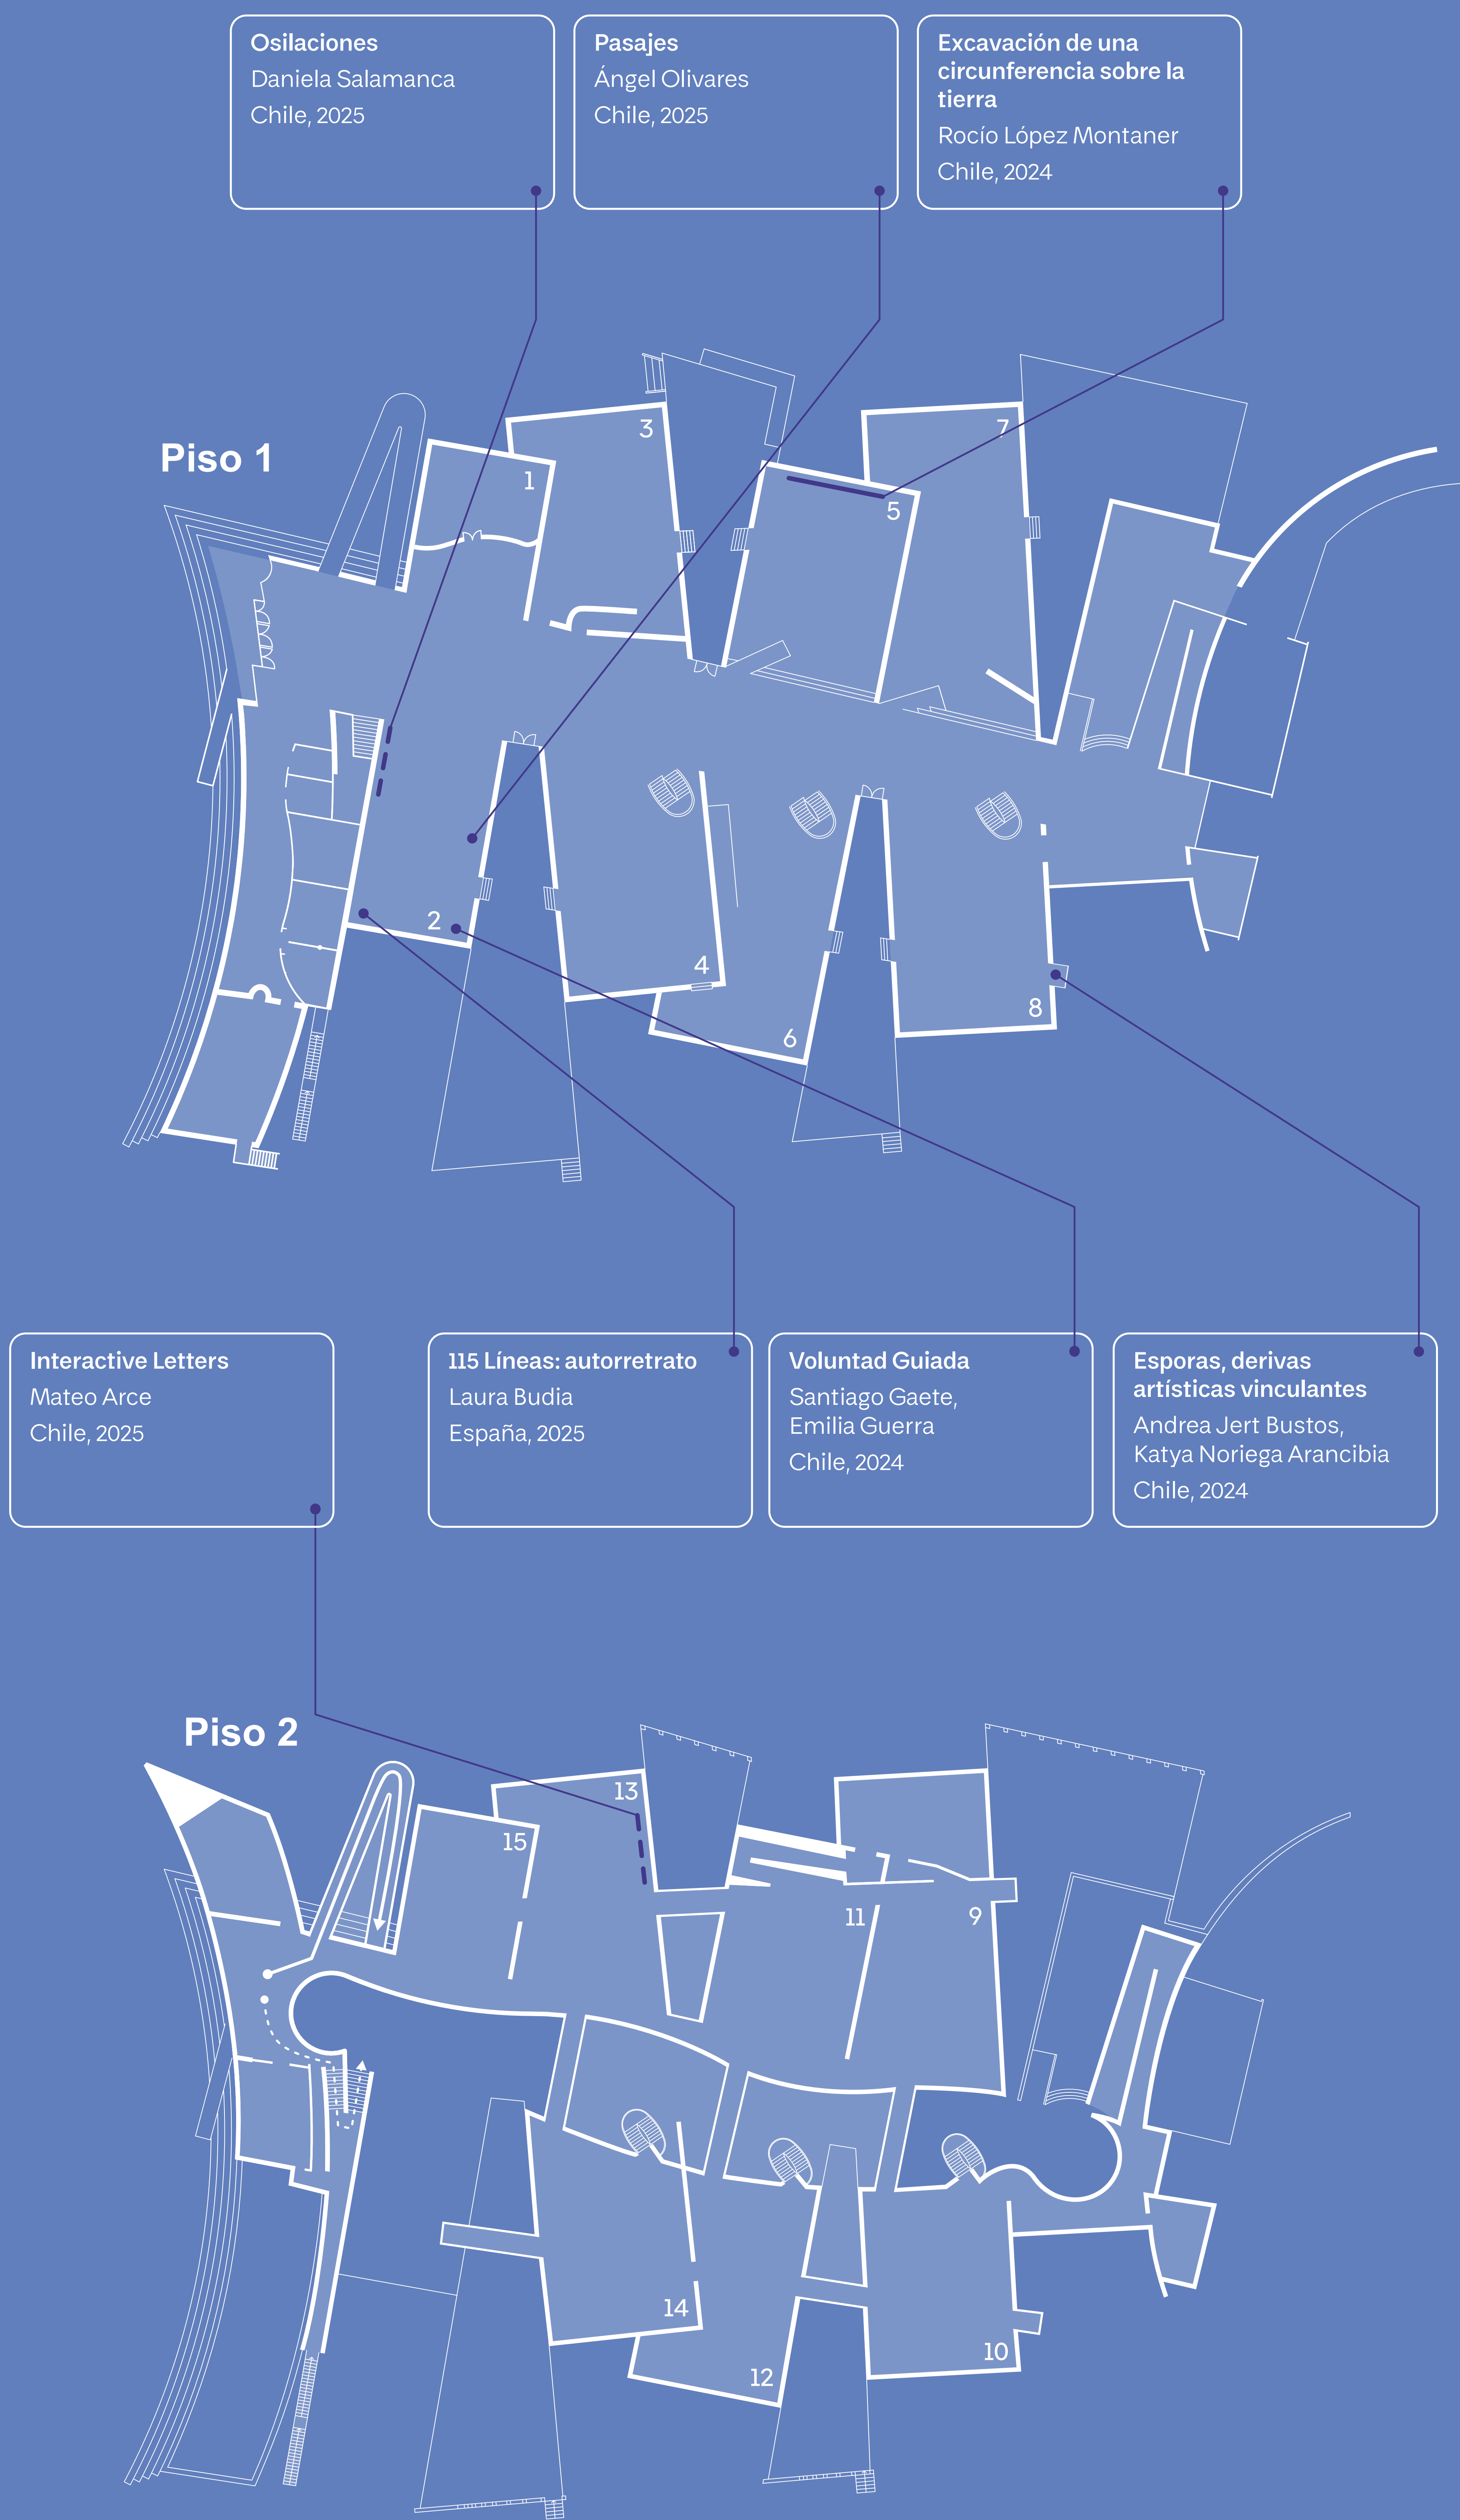 Osilaciones
Daniela Salamanca
Chile, 2025
Pasajes
Ángel Olivares
Chile, 2025
Excavación de una
circunferencia sobre la
tierra
Rocío López Montaner
Chile, 2024
Piso 1
3
7
1
5
2
4
6
8
Interactive Letters
Mateo Arce
Chile, 2025
115 Líneas: autorretrato
Laura Budia
España, 2025
Voluntad Guiada
Santiago Gaete,
Emilia Guerra
Chile, 2024
Esporas, derivas
artísticas vinculantes
Andrea Jert Bustos,
Katya Noriega Arancibia
Chile, 2024
Piso 2
13
15
11
9
14
10
12